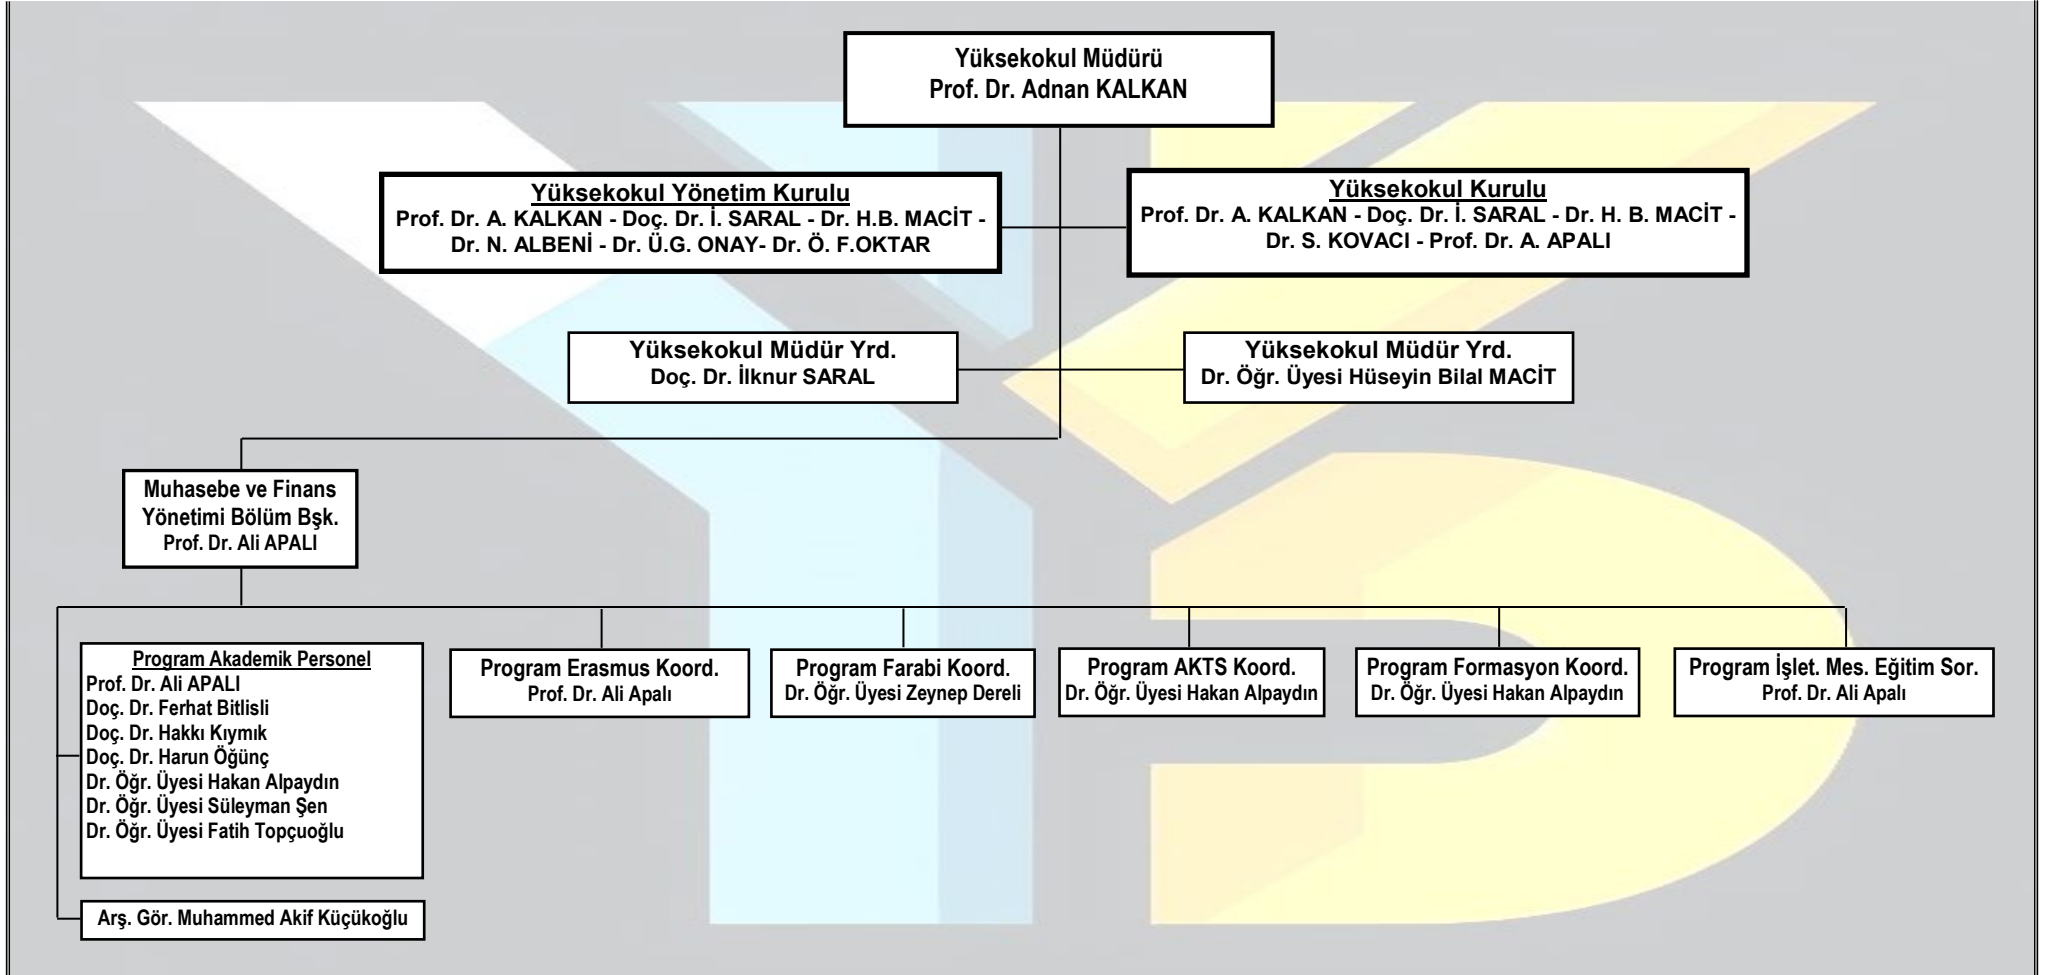 Yüksekokul Müdürü
Prof. Dr. Adnan KALKAN
Yüksekokul Yönetim Kurulu
Prof. Dr. A. KALKAN - Doç. Dr. İ. SARAL - Dr. H.B. MACİT -
Dr. N. ALBENİ - Dr. Ü.G. ONAY- Dr. Ö. F.OKTAR
Yüksekokul Kurulu
Prof. Dr. A. KALKAN - Doç. Dr. İ. SARAL - Dr. H. B. MACİT -
Dr. S. KOVACI - Prof. Dr. A. APALI
Yüksekokul Müdür Yrd.
Doç. Dr. İlknur SARAL
Yüksekokul Müdür Yrd.
Dr. Öğr. Üyesi Hüseyin Bilal MACİT
Muhasebe ve Finans
Yönetimi Bölüm Bşk.
Prof. Dr. Ali APALI
Program Akademik Personel
Prof. Dr. Ali APALI
Doç. Dr. Ferhat Bitlisli
Doç. Dr. Hakkı Kıymık
Doç. Dr. Harun Öğünç
Dr. Öğr. Üyesi Hakan Alpaydın
Dr. Öğr. Üyesi Süleyman Şen
Dr. Öğr. Üyesi Fatih Topçuoğlu
Arş. Gör. Muhammed Akif Küçükoğlu
Program Erasmus Koord.
Prof. Dr. Ali Apalı
Program Farabi Koord.
Dr. Öğr. Üyesi Zeynep Dereli
Program AKTS Koord.
Dr. Öğr. Üyesi Hakan Alpaydın
Program Formasyon Koord.
Dr. Öğr. Üyesi Hakan Alpaydın
Program İşlet. Mes. Eğitim Sor.
Prof. Dr. Ali Apalı